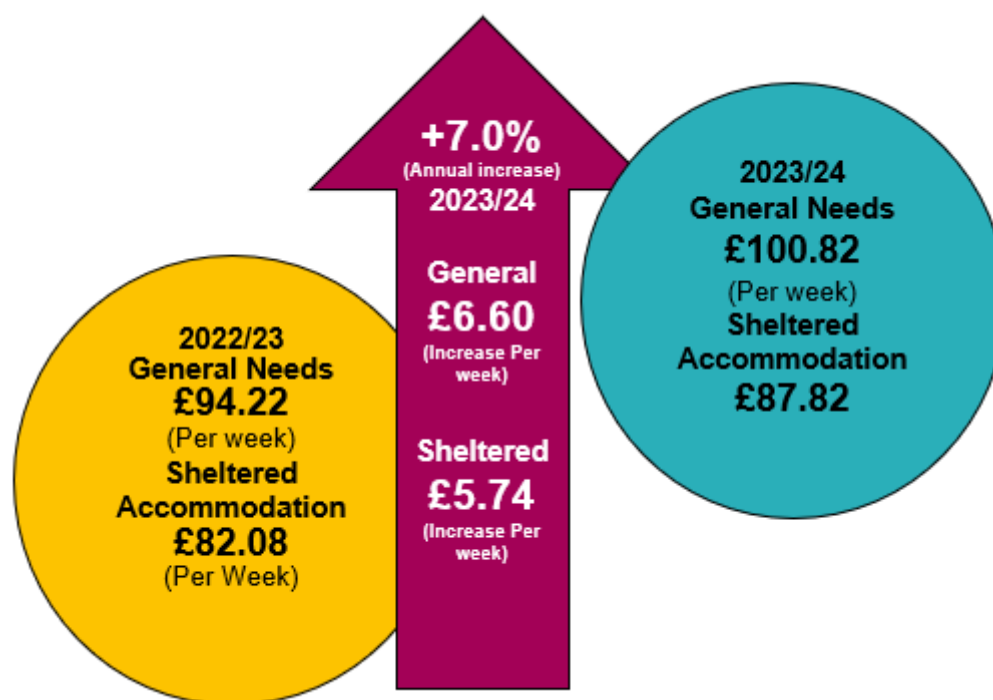 2022/23
General Needs
£94.22
(Per week)
Sheltered
Accommodation
£82.08
(Per Week)
+7.0%
(Annual increase)
2023/24
General
£6.60
(Increase Per
week)
Sheltered
£5.74
(Increase Per
week)
2023/24
General Needs
£100.82
(Per week)
Sheltered
Accommodation
£87.82